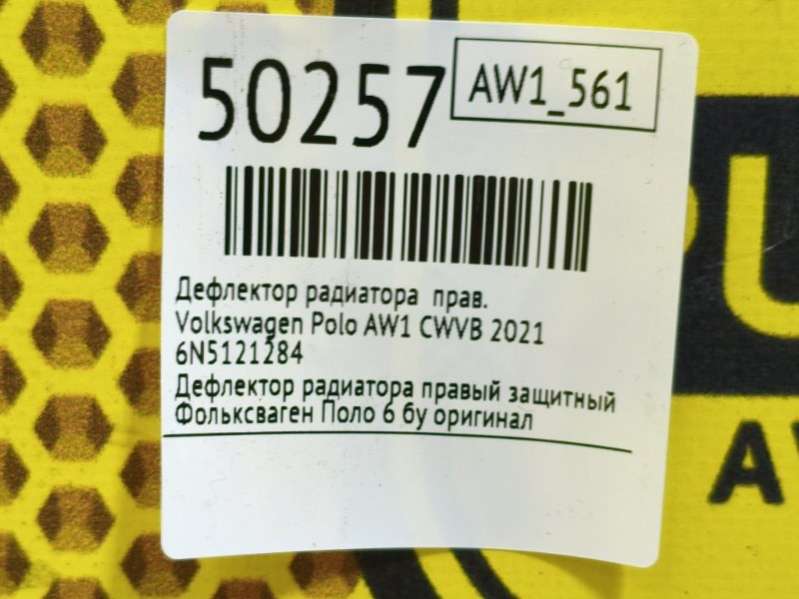 50257
AW1_561
Дефлектор радиатора прав.
Volkswagen Polo AW1 CWVB 2021
6N5121284
Дефлектор радиатора правый защитный
Фольксваген Поло 6 бу оригинал